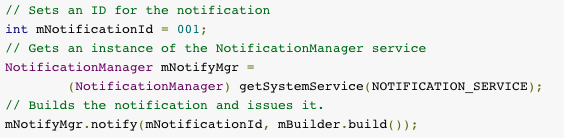 // Sets an ID for the notification
int mNotificationId = 001;
// Gets an instance of the NotificationManager service
NotificationManager mNotifyMgr =
        (NotificationManager) getSystemService(NOTIFICATION_SERVICE);
// Builds the notification and issues it.
mNotifyMgr.notify(mNotificationId, mBuilder.build());